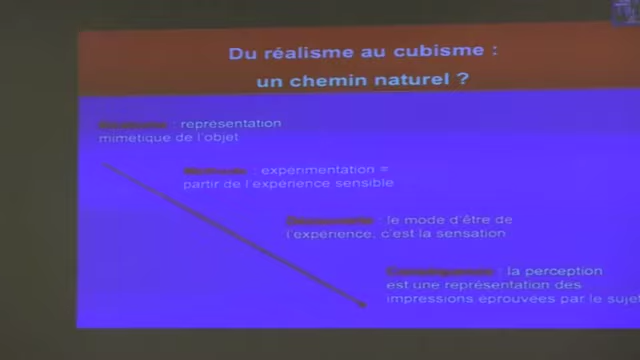 Du réalisme au cubisme :
un chemin naturel ?
: représentation
mimétique de l'objet
: expérimentation =
partir de l'expérience sensible
: le mode d'être de
l'expérience, c'est la sensation
: la perception
est une représentation des
impressions éprouvées par le sujet